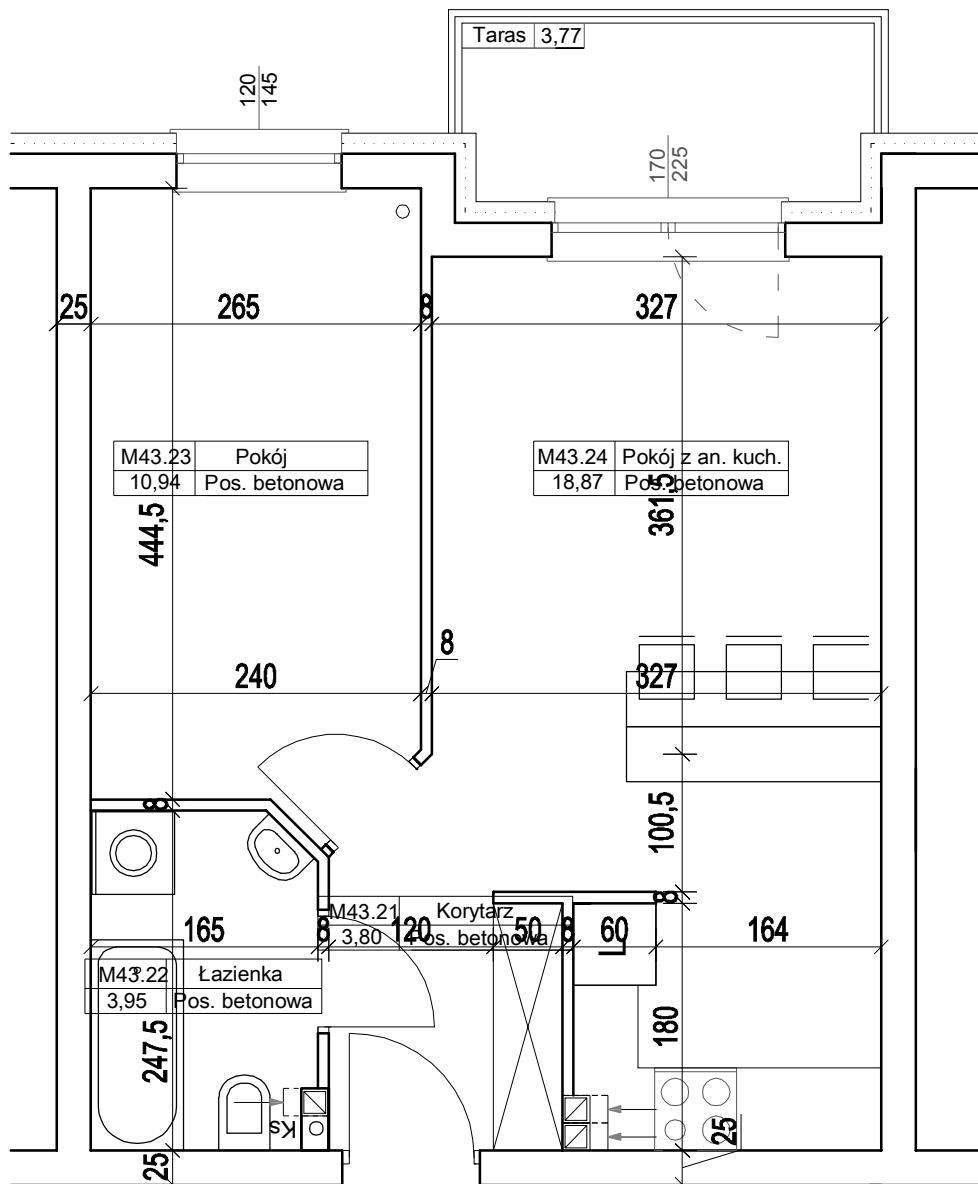 Taras 3,77
120
145
170
225
25 265 8 327
M43.23 Pokój
10,94 Pos. betonowa
M43.24 Pokój z an. kuch.
18,87 Pos. betonowa
444,5
361,5
8
240 327
8
100,5
8
M43.21 Korytarz
3,80 Pos. betonowa
165 8 120 50 8 60 164
L
M43.22 Łazienka
3,95 Pos. betonowa
P
247,5
180
Ks
25
25